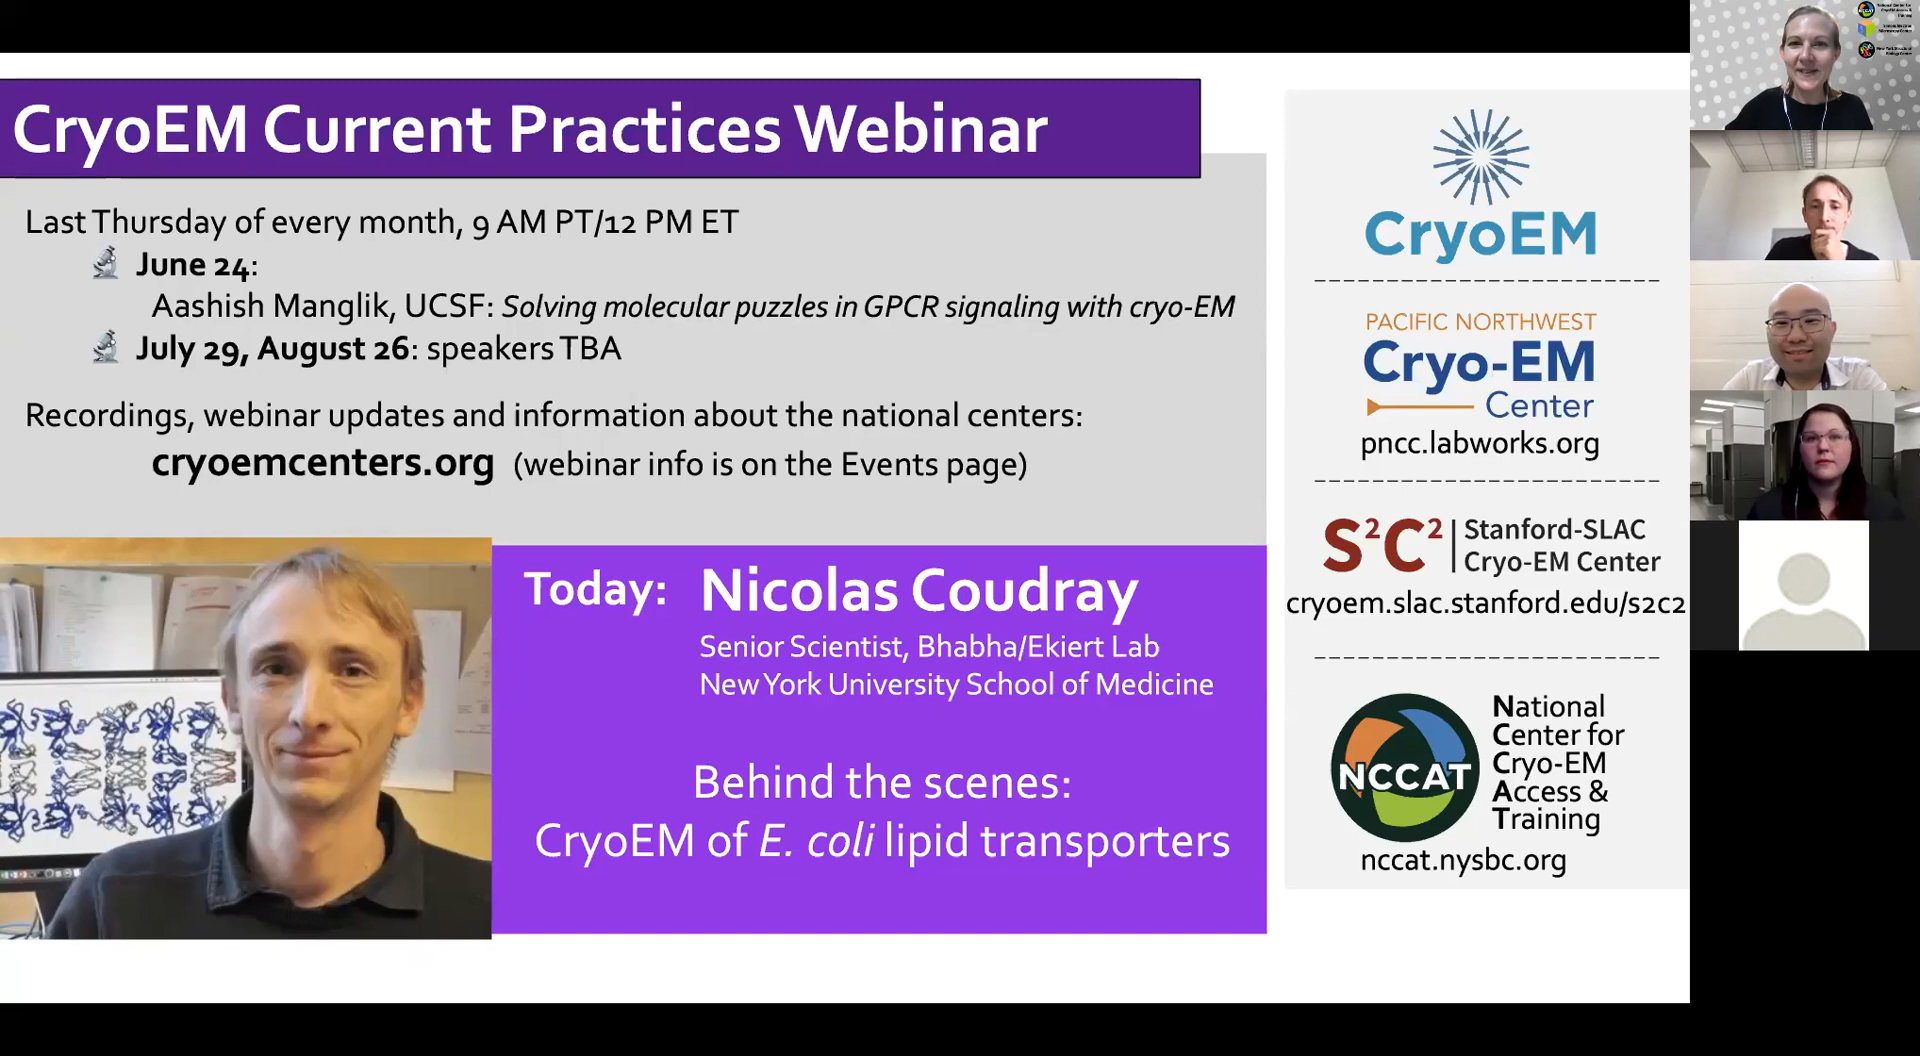 CryoEM Current Practices Webinar
Last Thursday of every month, 9 AM PT/12 PM ET
June 24:
Aashish Manglik, UCSF: Solving molecular puzzles in GPCR signaling with cryo-EM
July 29, August 26: speakers TBA
Recordings, webinar updates and information about the national centers:
cryoemcenters.org (webinar info is on the Events page)
Today: Nicolas Coudray
Senior Scientist, Bhabha/Ekiert Lab
New York University School of Medicine
Behind the scenes:
CryoEM of E. coli lipid transporters
CryoEM
PACIFIC NORTHWEST
Cryo-EM
Center
pncc.labworks.org
S²C² Stanford-SLAC
Cryo-EM Center
cryoem.slac.stanford.edu/s2c2
NCCAT
National
Center for
Cryo-EM
Access &
Training
nccat.nysbc.org